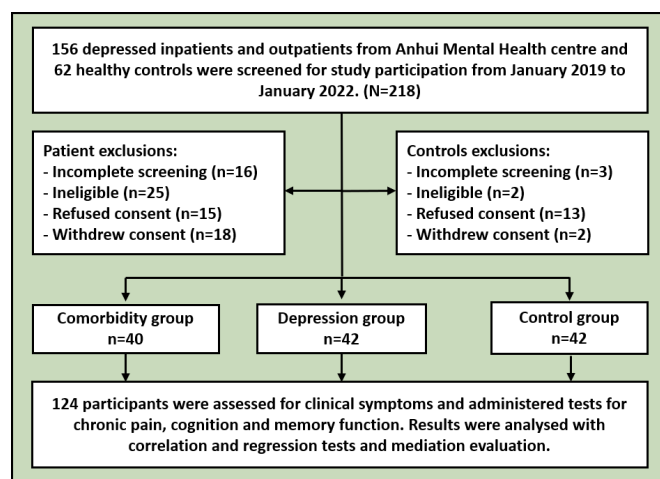 156 depressed inpatients and outpatients from Anhui Mental Health centre and
62 healthy controls were screened for study participation from January 2019 to
January 2022. (N=218)
Patient exclusions:
- Incomplete screening (n=16)
- Ineligible (n=25)
- Refused consent (n=15)
- Withdrew consent (n=18)
Controls exclusions:
- Incomplete screening (n=3)
- Ineligible (n=2)
- Refused consent (n=13)
- Withdrew consent (n=2)
Comorbidity group
n=40
Depression group
n=42
Control group
n=42
124 participants were assessed for clinical symptoms and administered tests for
chronic pain, cognition and memory function. Results were analysed with
correlation and regression tests and mediation evaluation.